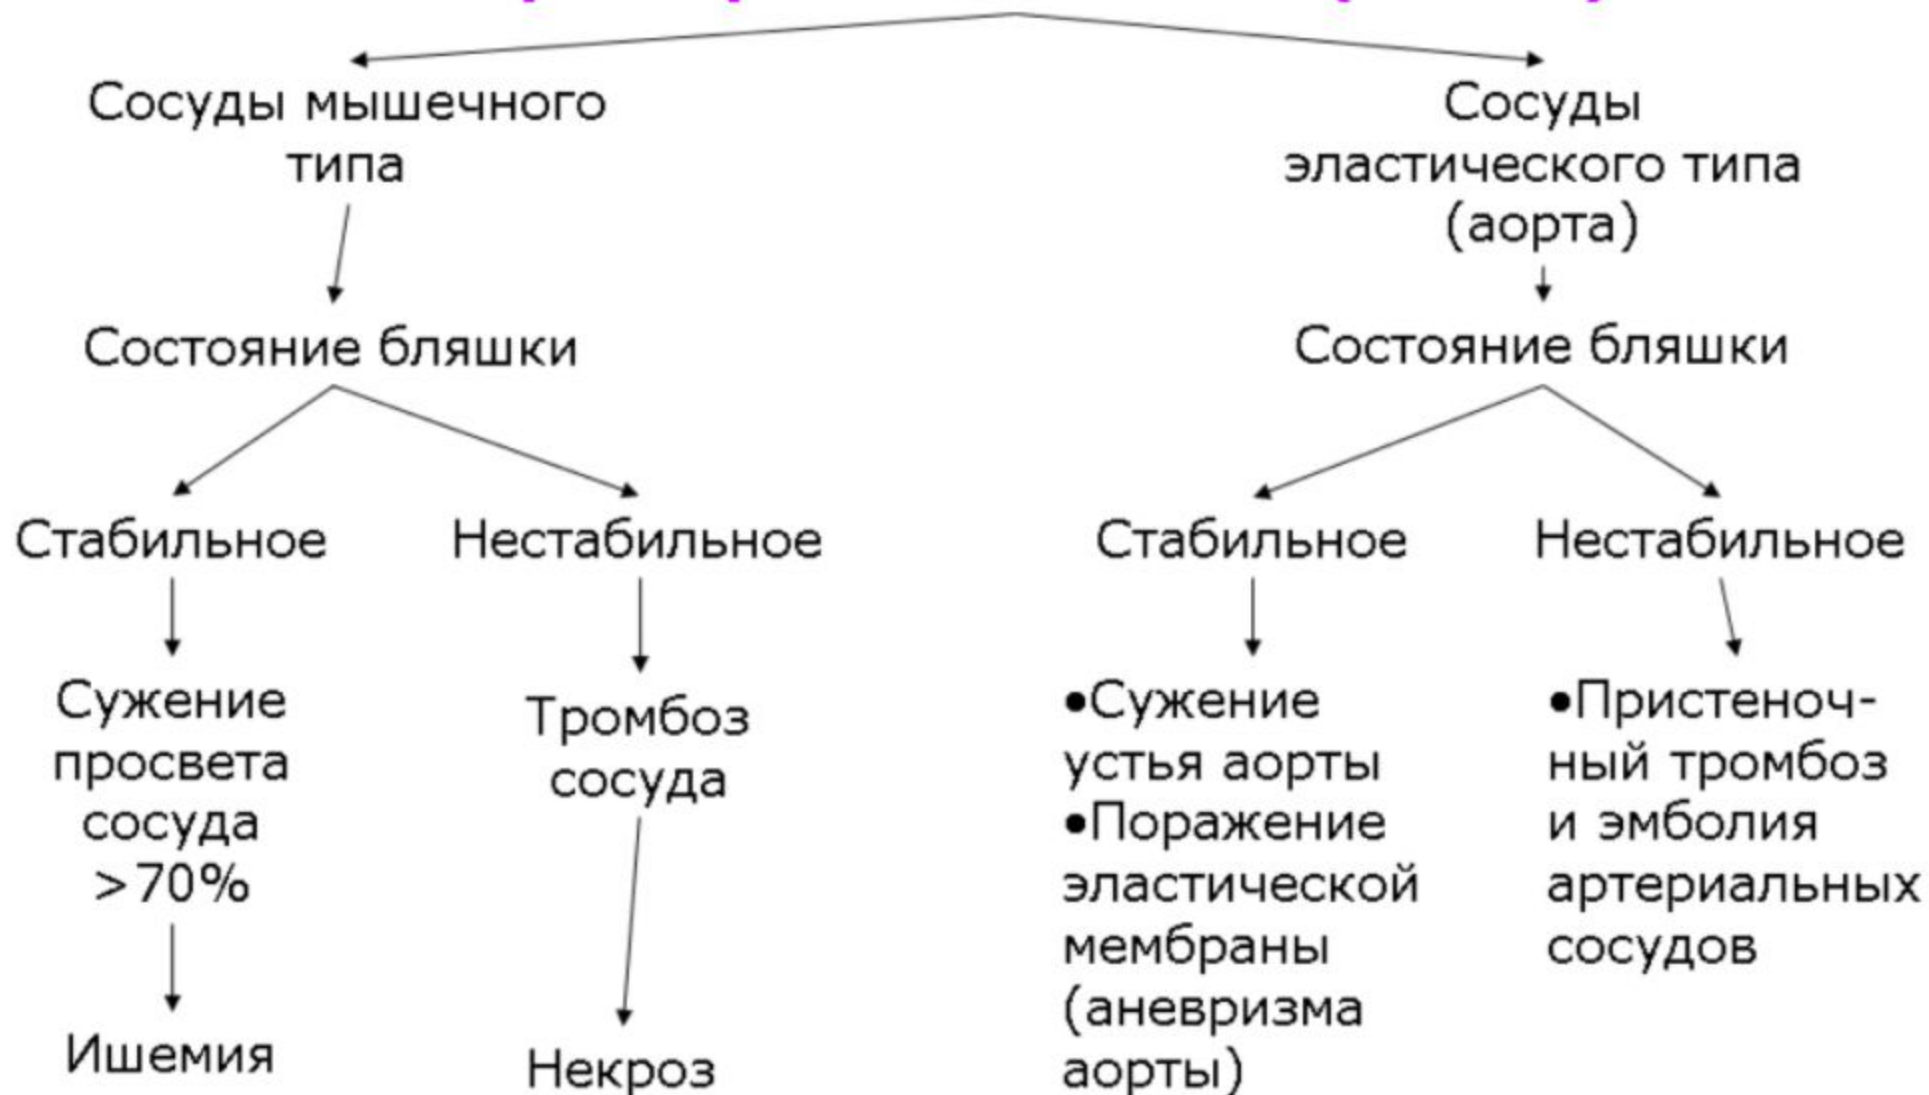 Сосуды мышечного
типа
Сосуды
эластического типа
(аорта)
Состояние бляшки
Состояние бляшки
Стабильное
Нестабильное
Стабильное
Нестабильное
Сужение
просвета
сосуда
>70%
Ишемия
Тромбоз
сосуда
Некроз
•Сужение
устья аорты
•Поражение
эластической
мембраны
(аневризма
аорты)
•Пристеноч-
ный тромбоз
и эмболия
артериальных
сосудов